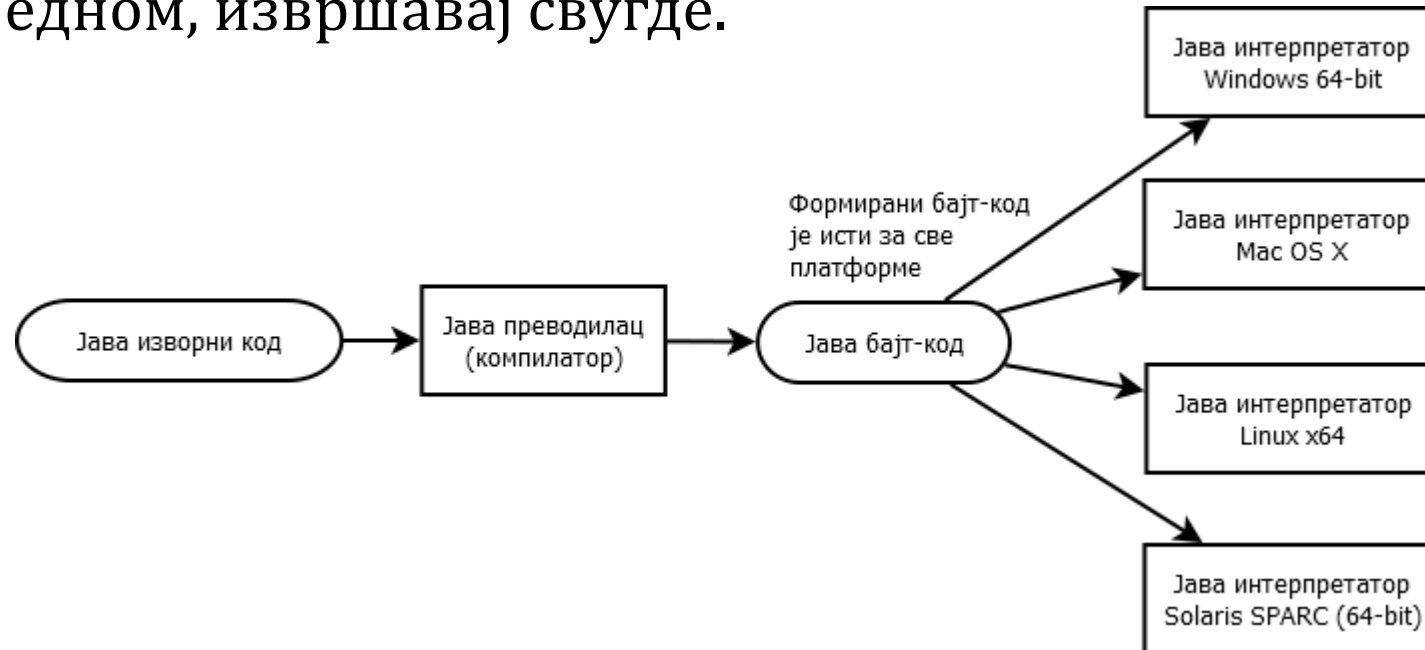 едном, извршавај свугде.
Јава интерпретатор
Windows 64-bit
Формирани бајт-код
је исти за све
платформе
Јава интерпретатор
Mac OS X
Јава изворни код
Јава преводилац
(компилатор)
Јава бајт-код
Јава интерпретатор
Linux x64
Јава интерпретатор
Solaris SPARC (64-bit)